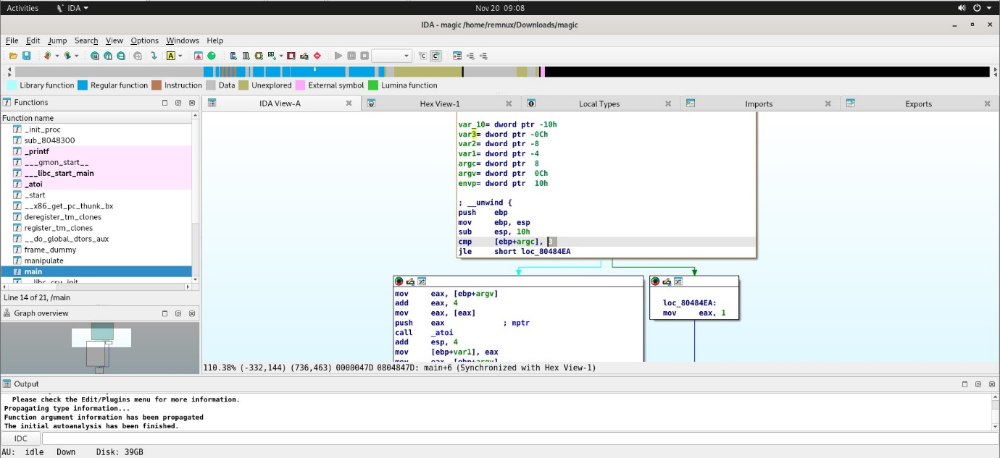 Activities IDA Nov 20 09:08
IDA - magic /home/remnux/Downloads/magic
File Edit Jump Search View Options Windows Help
Library function Regular function Instruction Data Unexplored External symbol Lumina function
Functions
IDA View-A Hex View-1 Local Types Imports Exports
Function name
_init_proc
sub_8048300
_printf
___gmon_start__
___libc_start_main
_atoi
_start
__x86_get_pc_thunk_bx
deregister_tm_clones
register_tm_clones
__do_global_dtors_aux
frame_dummy
manipulate
main
__libc_csu_init
Line 14 of 21, /main
Graph overview
var_10= dword ptr -10h
var3= dword ptr -0Ch
var2= dword ptr -8
var1= dword ptr -4
argc= dword ptr 8
argv= dword ptr 0Ch
envp= dword ptr 10h
; __unwind {
push ebp
mov ebp, esp
sub esp, 10h
cmp [ebp+argc], 3
jle short loc_80484EA
mov eax, [ebp+argv]
add eax, 4
mov eax, [eax]
push eax ; nptr
call _atoi
add esp, 4
mov [ebp+var1], eax
mov eax, [ebp+argv]
loc_80484EA:
mov eax, 1
110.38% (-332,144) (736,463) 0000047D 0804847D: main+6 (Synchronized with Hex View-1)
Output
Please check the Edit/Plugins menu for more information.
Propagating type information...
Function argument information has been propagated
The initial autoanalysis has been finished.
IDC
AU: idle Down Disk: 39GB